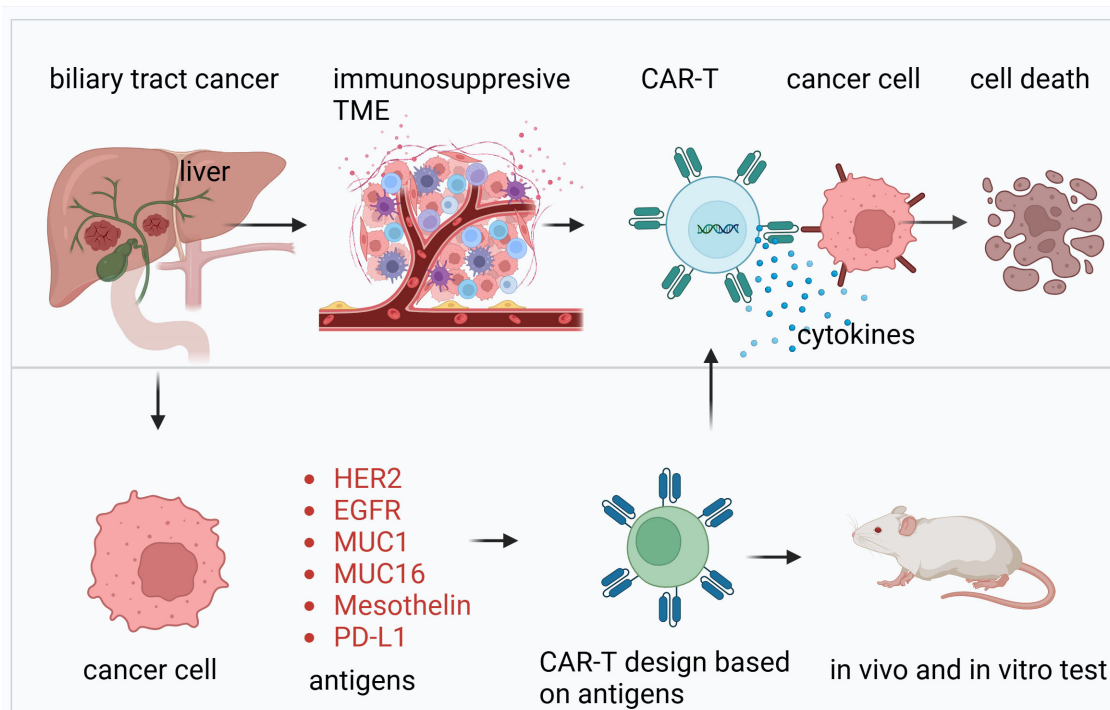 biliary tract cancer
immunosuppresive
TME
CAR-T
cancer cell
cell death
liver
cytokines
• HER2
• EGFR
• MUC1
• MUC16
• Mesothelin
• PD-L1
cancer cell
antigens
CAR-T design based
on antigens
in vivo and in vitro test